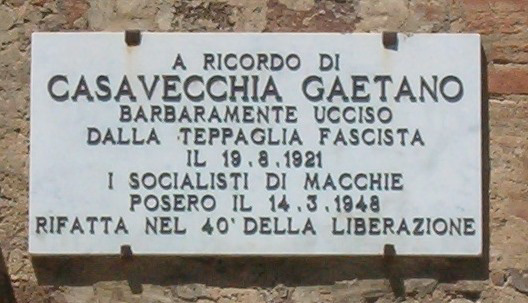 A RICORDO DI
CASAVECCHIA GAETANO
BARBARAMENTE UCCISO
DALLA TEPPAGLIA FASCISTA
IL 19.8.1921
I SOCIALISTI DI MACCHIE
POSERO IL 14.3.1948
RIFATTA NEL 40° DELLA LIBERAZIONE